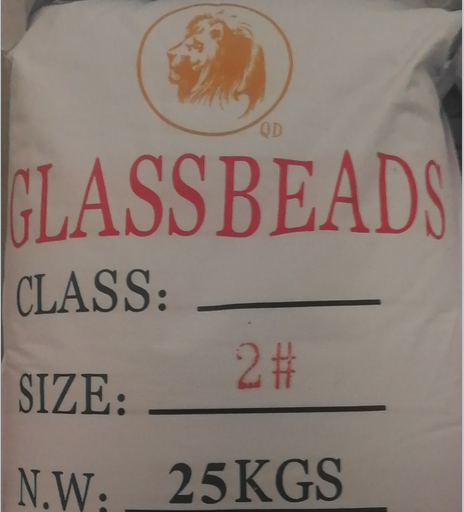 QD
GLASSBEADS
CLASS:
SIZE: 2#
N.W: 25KGS